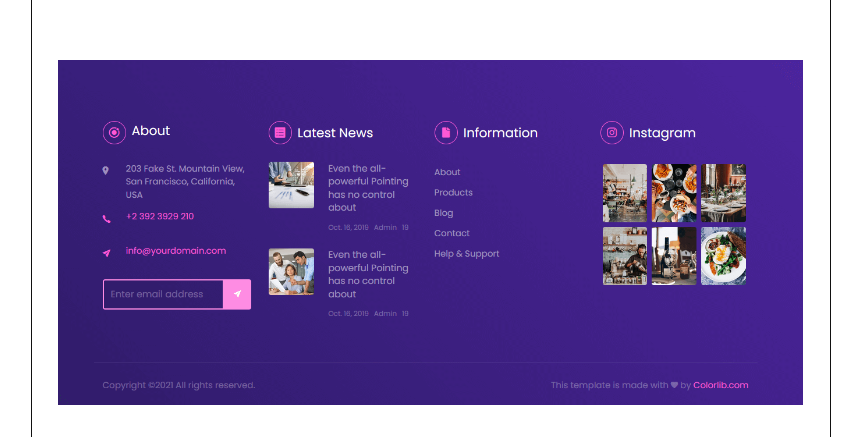 About
203 Fake St. Mountain View,
San Francisco, California,
USA
+2 392 3929 210
info@yourdomain.com
Enter email address
Latest News
Even the all-
powerful Pointing
has no control
about
Oct. 16, 2019 Admin 19
Even the all-
powerful Pointing
has no control
about
Oct. 16, 2019 Admin 19
Information
About
Products
Blog
Contact
Help & Support
Instagram
Copyright ©2021 All rights reserved.
This template is made with ♥ by Colorlib.com